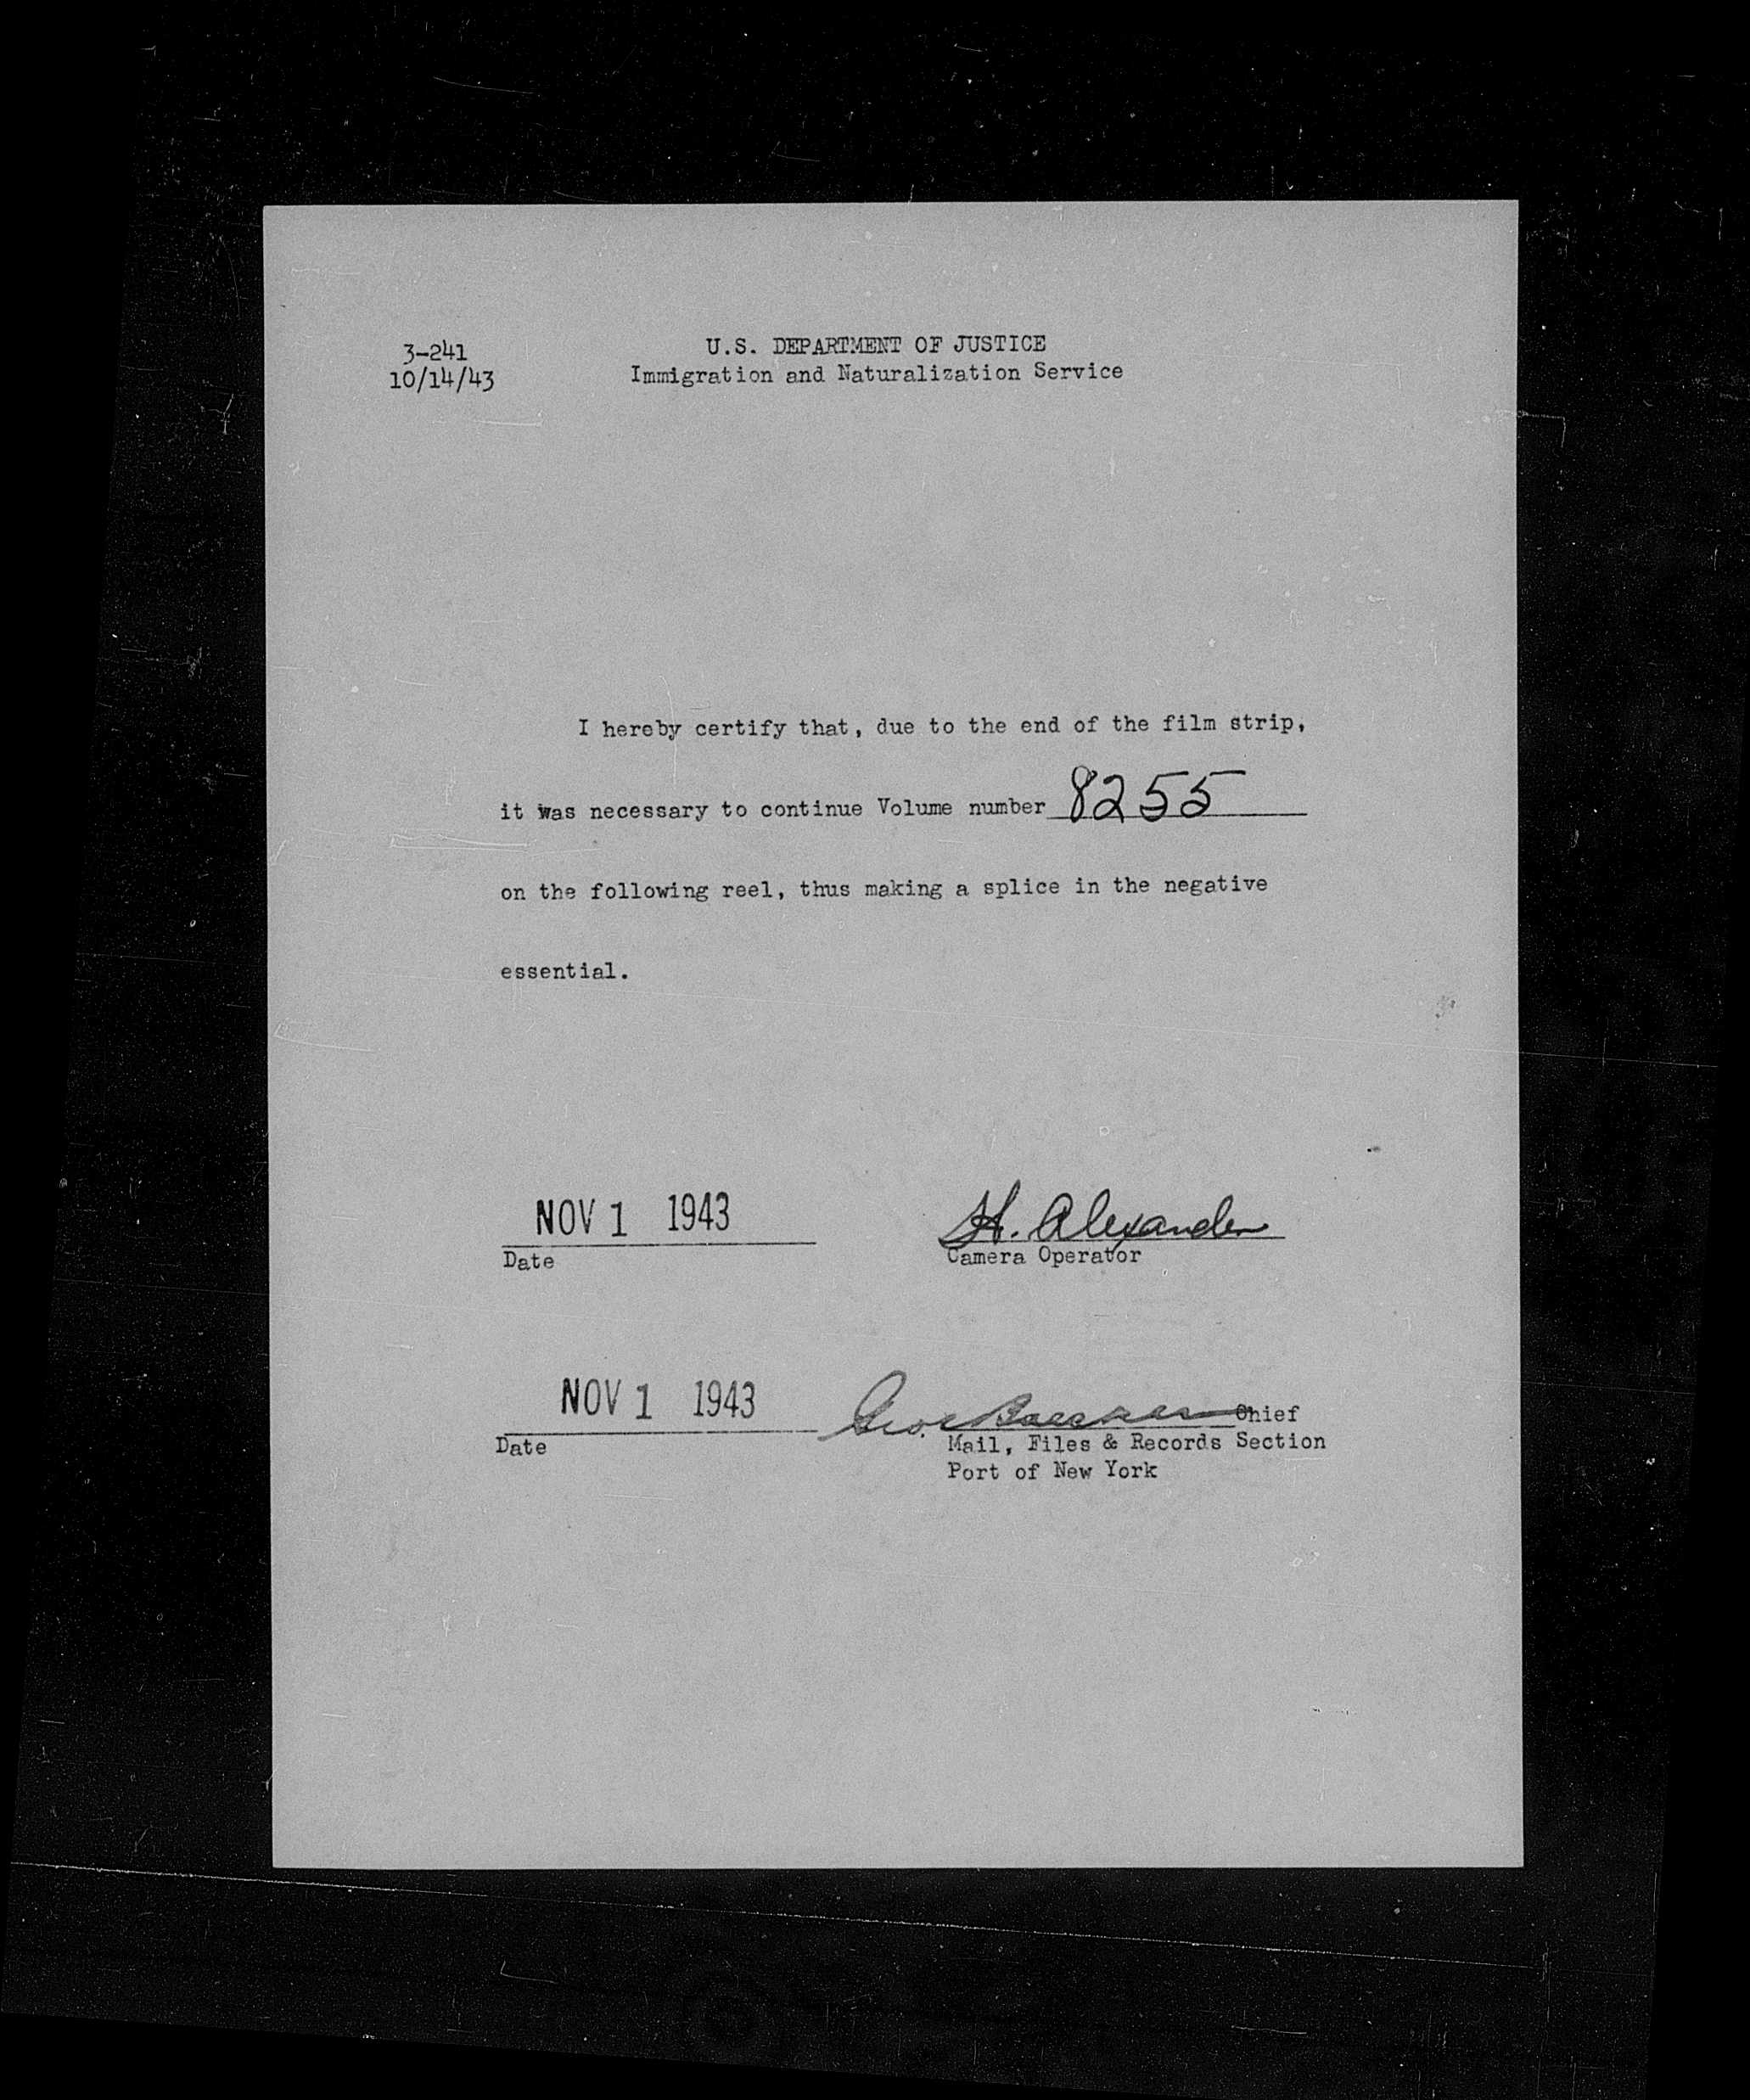 3-241
10/14/43
U.S. DEPARTMENT OF JUSTICE
Immigration and Naturalization Service
I hereby certify that, due to the end of the film strip,
it was necessary to continue Volume number 8255
on the following reel, thus making a splice in the negative
essential.
NOV 1 1943
Date
H. Alexander
Camera Operator
NOV 1 1943
Date
Geo. Chief
Mail, Files & Records Section
Port of New York